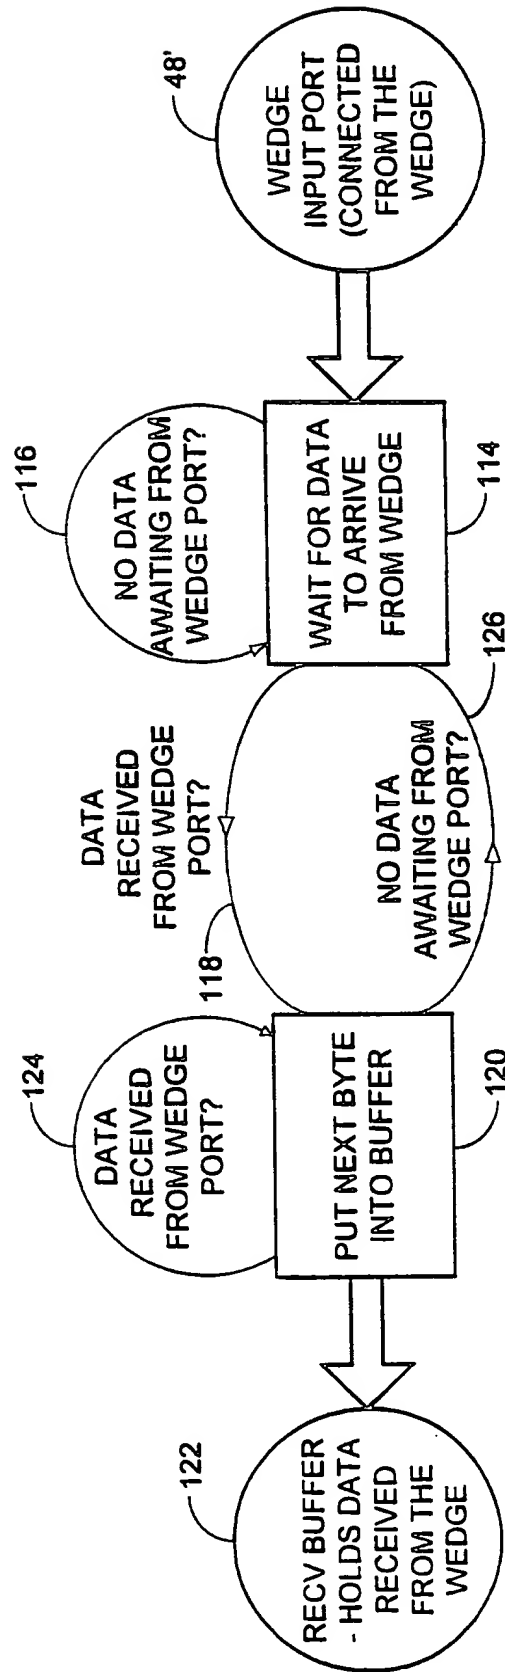 122
RECV BUFFER
- HOLDS DATA
RECEIVED
FROM THE
WEDGE
124
DATA
RECEIVED
FROM WEDGE
PORT?
PUT NEXT BYTE
INTO BUFFER
120
118
DATA
RECEIVED
FROM WEDGE
PORT?
NO DATA
AWAITING FROM
WEDGE PORT?
126
116
NO DATA
AWAITING FROM
WEDGE PORT?
WAIT FOR DATA
TO ARRIVE
FROM WEDGE
114
48'
WEDGE
INPUT PORT
(CONNECTED
FROM THE
WEDGE)